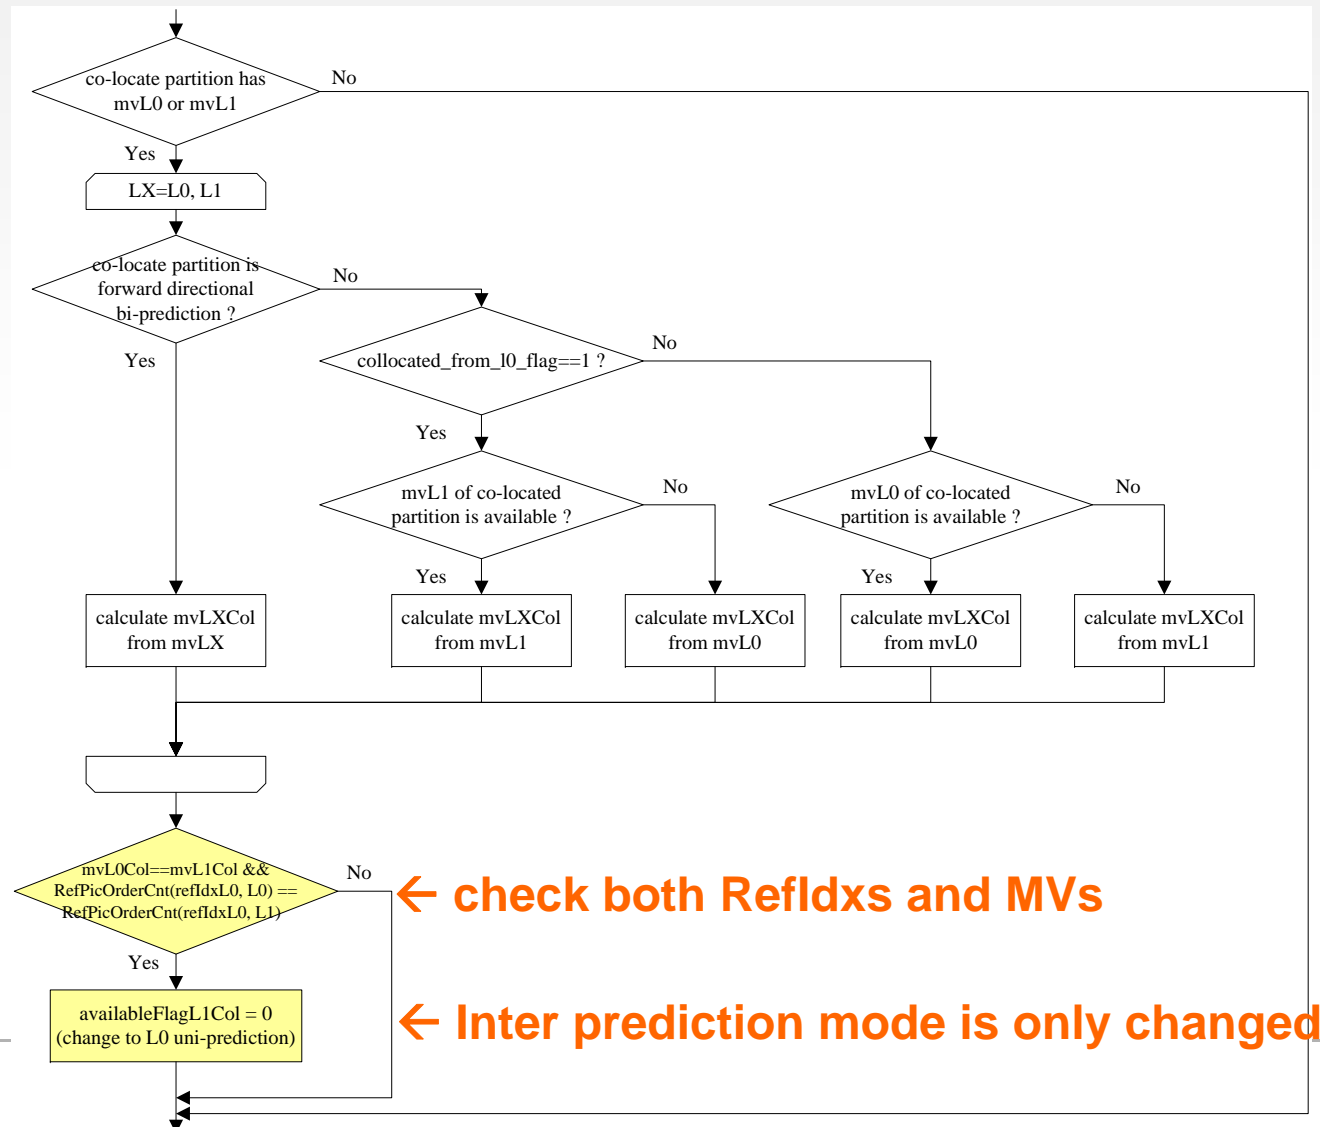 co-locate partition has
mvL0 or mvL1
No
Yes
LX=L0, L1
co-locate partition is
forward directional
bi-prediction ?
No
Yes
collocated_from_l0_flag==1 ?
No
Yes
mvL1 of co-located
partition is available ?
No
Yes
mvL0 of co-located
partition is available ?
No
Yes
calculate mvLXCol
from mvLX
calculate mvLXCol
from mvL1
calculate mvLXCol
from mvL0
calculate mvLXCol
from mvL0
calculate mvLXCol
from mvL1
mvL0Col==mvL1Col &&
RefPicOrderCnt(refIdxL0, L0) ==
RefPicOrderCnt(refIdxL0, L1)
No
Yes
← check both RefIdxs and MVs
availableFlagL1Col = 0
(change to L0 uni-prediction)
← Inter prediction mode is only changed